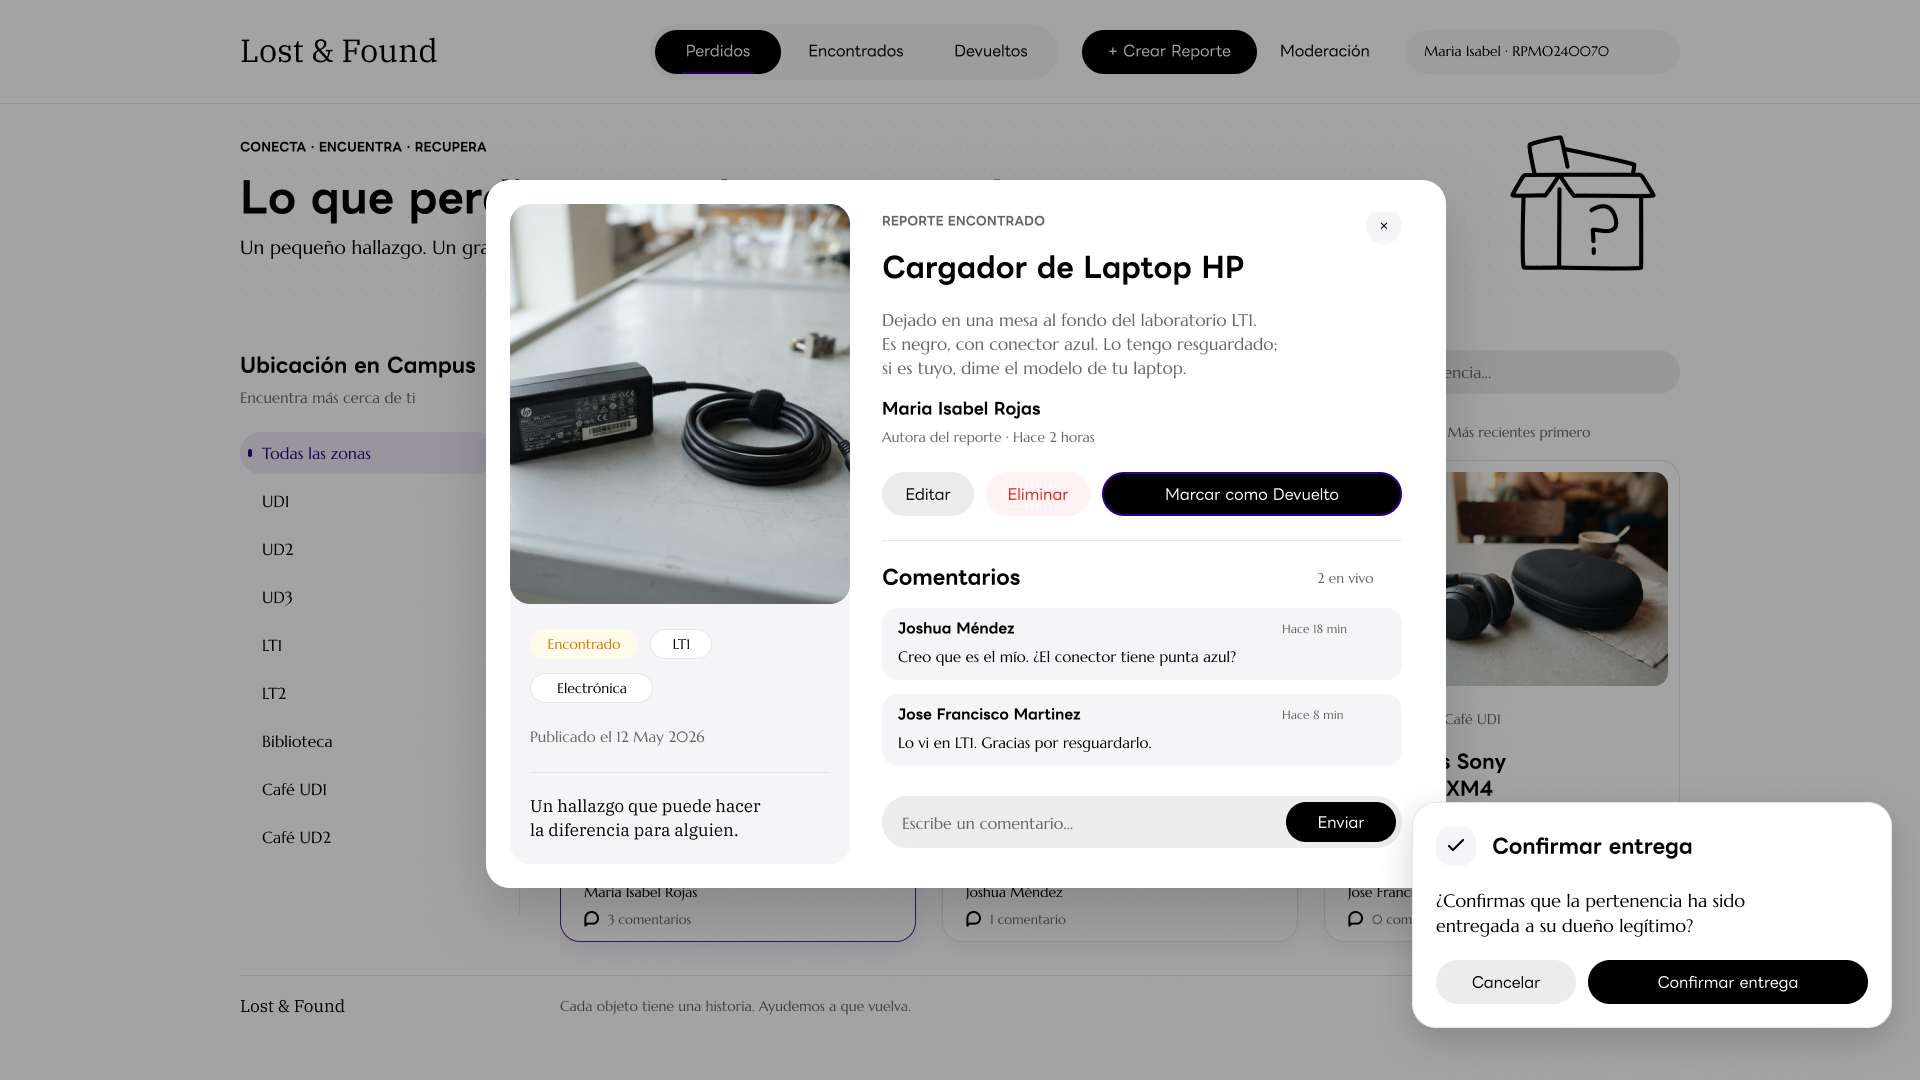 Lost & Found
Perdidos
Encontrados
Devueltos
+ Crear Reporte
Moderación
Maria Isabel · RPMO240070
CONECTA · ENCUENTRA · RECUPERA
Lo que
Un pequeño hallazgo. Un
Ubicación en Campus
Encuentra más cerca de ti
Todas las zonas
UD1
UD2
UD3
LT1
LT2
Biblioteca
Café UD1
Café UD2
REPORTE ENCONTRADO
×
Cargador de Laptop HP
Dejado en una mesa al fondo del laboratorio LT1.
Es negro, con conector azul. Lo tengo resguardado;
si es tuyo, dime el modelo de tu laptop.
Maria Isabel Rojas
Autora del reporte · Hace 2 horas
Editar
Eliminar
Marcar como Devuelto
Encontrado
LT1
Electrónica
Publicado el 12 May 2026
Un hallazgo que puede hacer
la diferencia para alguien.
Comentarios
2 en vivo
Joshua Méndez
Hace 18 min
Creo que es el mío. ¿El conector tiene punta azul?
Jose Francisco Martinez
Hace 8 min
Lo vi en LT1. Gracias por resguardarlo.
Escribe un comentario...
Enviar
Más recientes primero
Café UD1
Sony
XM4
Maria Isabel Rojas
3 comentarios
Joshua Méndez
1 comentario
Jose
0
Confirmar entrega
¿Confirmas que la pertenencia ha sido
entregada a su dueño legítimo?
Cancelar
Confirmar entrega
Lost & Found
Cada objeto tiene una historia. Ayudemos a que vuelva.